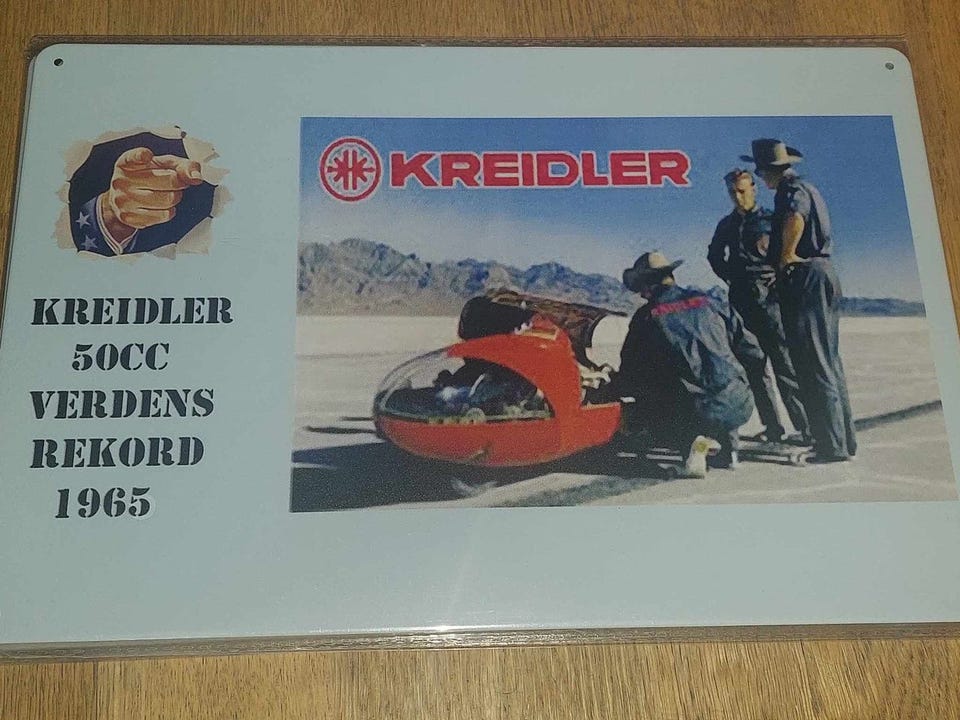 KREIDLER
KREIDLER
50CC
VERDENS
REKORD
1965